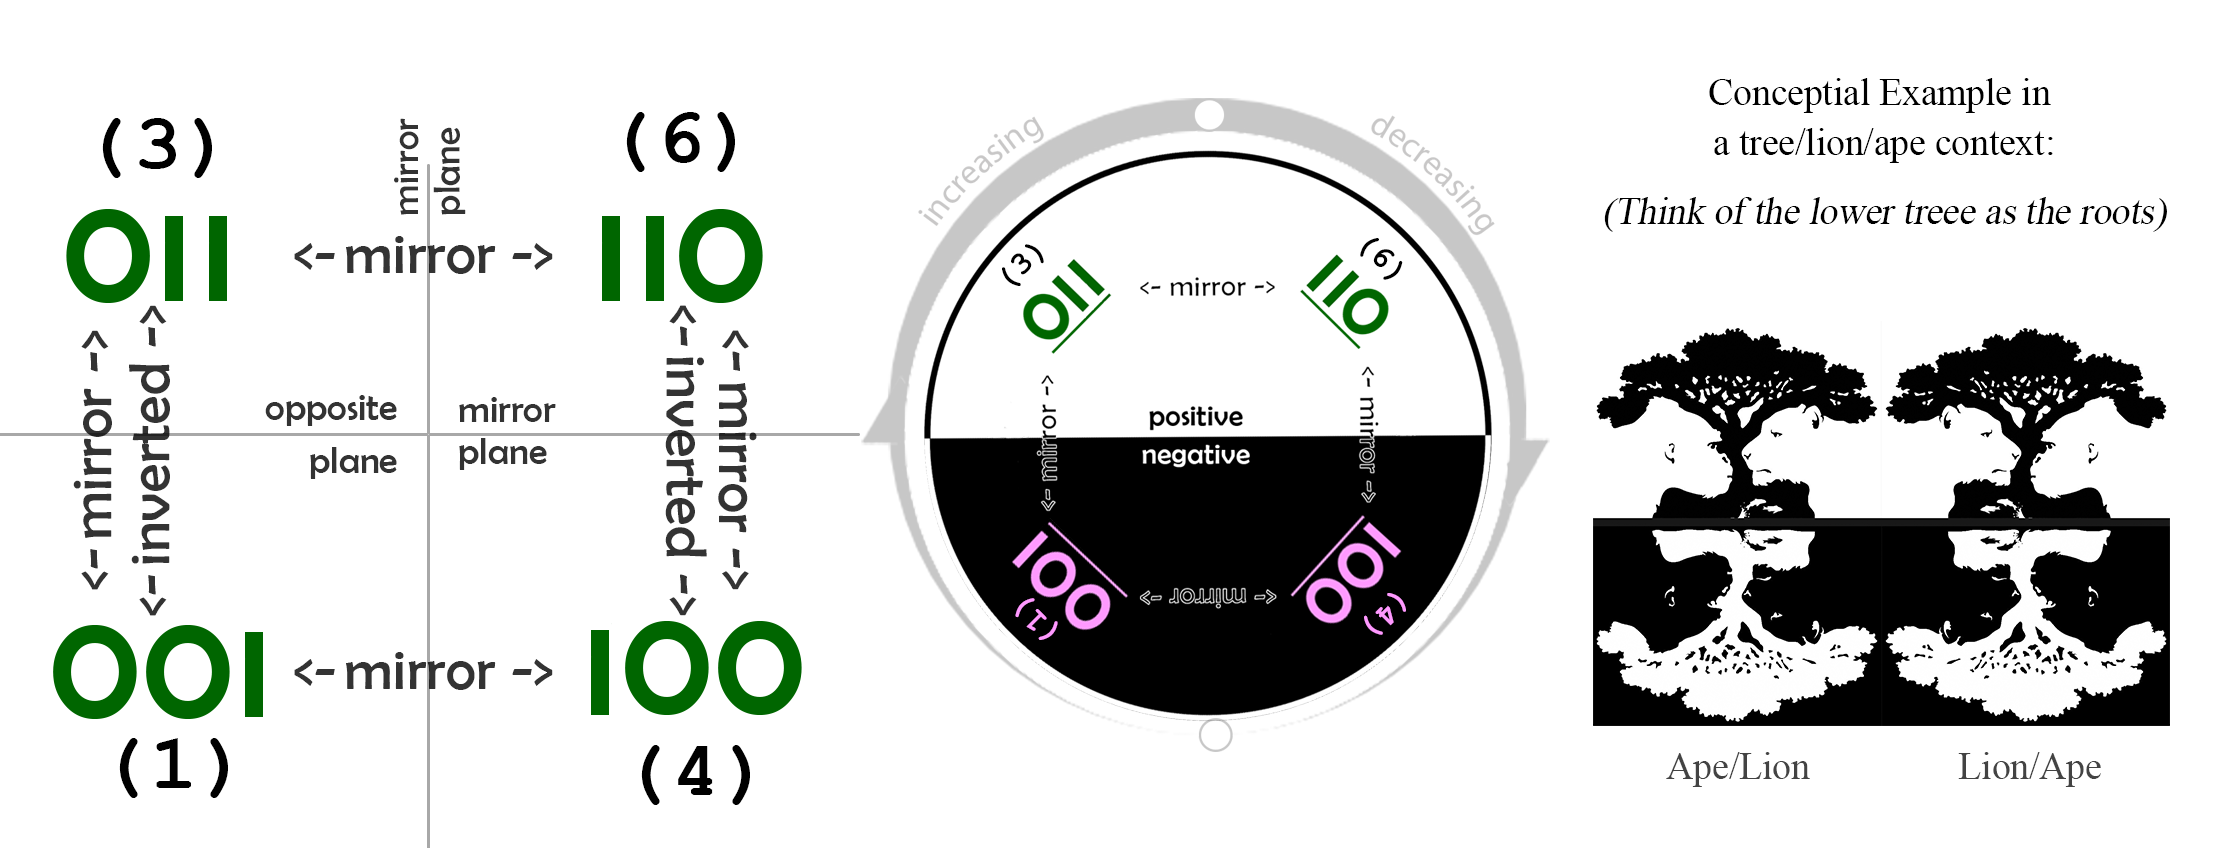 (3)
(6)
mirror
plane
011
<- mirror ->
110
<- mirror ->
<- inverted ->
<- inverted ->
<- mirror ->
opposite
plane
mirror
plane
001
<- mirror ->
100
(1)
(4)
increasing
decreasing
(3)
011
<- mirror ->
(6)
110
<- mirror ->
<- mirror ->
positive
negative
100
(1)
<- mirror ->
001
(4)
Conceptial Example in
a tree/lion/ape context:
(Think of the lower treee as the roots)
Ape/Lion
Lion/Ape